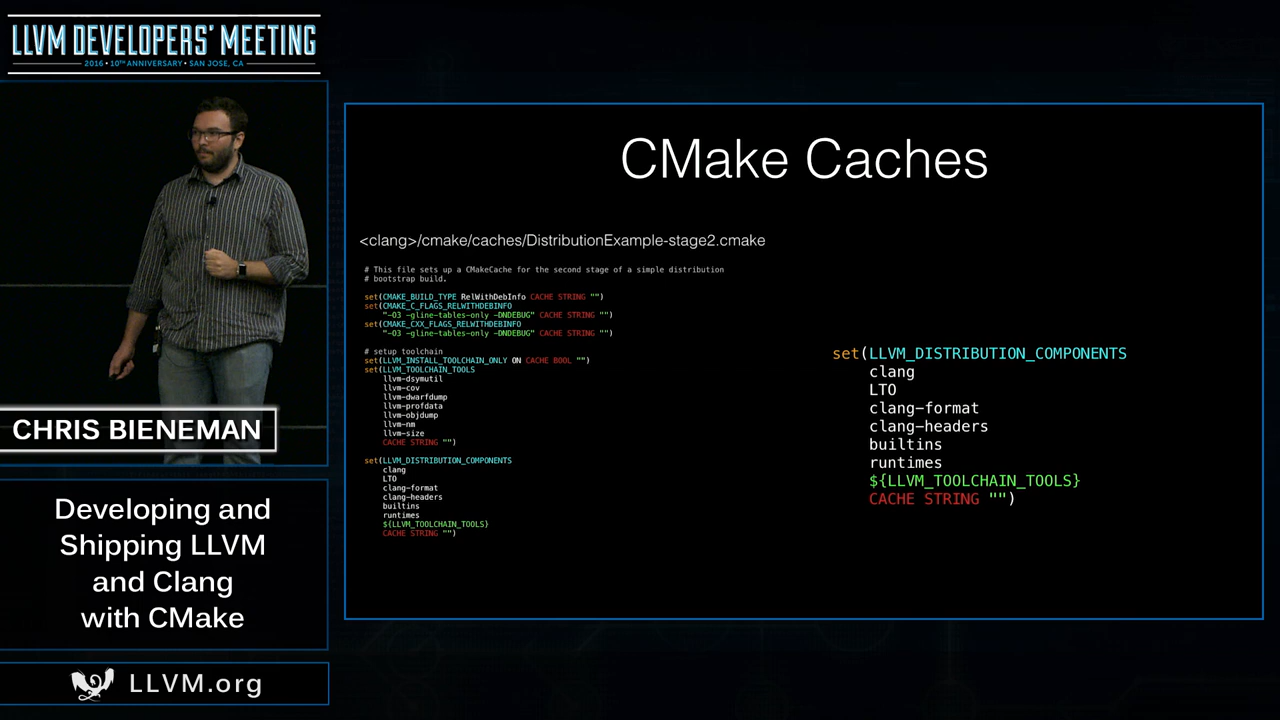 LLVM DEVELOPERS' MEETING
2016 • 10TH ANNIVERSARY • SAN JOSE, CA
CHRIS BIENEMAN
Developing and
Shipping LLVM
and Clang
with CMake
LLVM.org
CMake Caches
<clang>/cmake/caches/DistributionExample-stage2.cmake
# This file sets up a CMakeCache for the second stage of a simple distribution
# bootstrap build.
set(CMAKE_BUILD_TYPE RelWithDebInfo CACHE STRING "")
set(CMAKE_C_FLAGS_RELWITHDEBINFO
"-O3 -gline-tables-only -DNDEBUG" CACHE STRING "")
set(CMAKE_CXX_FLAGS_RELWITHDEBINFO
"-O3 -gline-tables-only -DNDEBUG" CACHE STRING "")
# setup toolchain
set(LLVM_INSTALL_TOOLCHAIN_ONLY ON CACHE BOOL "")
set(LLVM_TOOLCHAIN_TOOLS
llvm-dsymutil
llvm-cov
llvm-dwarfdump
llvm-profdata
llvm-objdump
llvm-nm
llvm-size
CACHE STRING "")
set(LLVM_DISTRIBUTION_COMPONENTS
clang
LTO
clang-format
clang-headers
builtins
runtimes
${LLVM_TOOLCHAIN_TOOLS}
CACHE STRING "")
set(LLVM_DISTRIBUTION_COMPONENTS
clang
LTO
clang-format
clang-headers
builtins
runtimes
${LLVM_TOOLCHAIN_TOOLS}
CACHE STRING "")